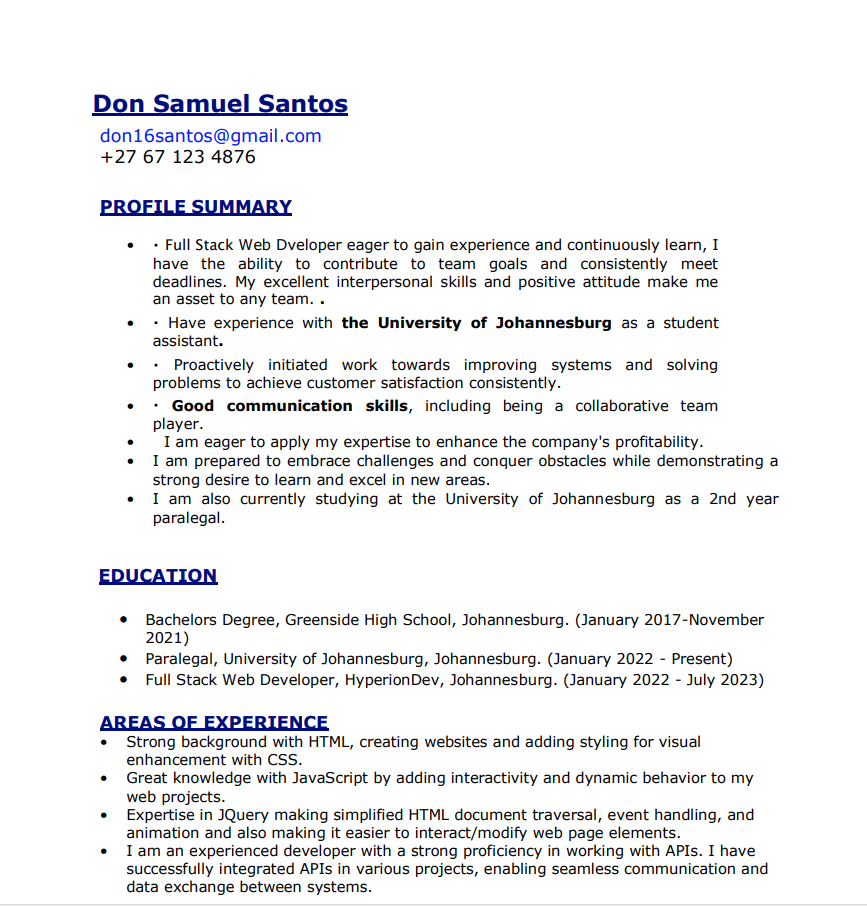 Don Samuel Santos
don16santos@gmail.com
+27 67 123 4876
PROFILE SUMMARY
• · Full Stack Web Dveloper eager to gain experience and continuously learn, I
have the ability to contribute to team goals and consistently meet
deadlines. My excellent interpersonal skills and positive attitude make me
an asset to any team. .
• · Have experience with the University of Johannesburg as a student
assistant.
• · Proactively initiated work towards improving systems and solving
problems to achieve customer satisfaction consistently.
• · Good communication skills, including being a collaborative team
player.
• I am eager to apply my expertise to enhance the company's profitability.
• I am prepared to embrace challenges and conquer obstacles while demonstrating a
strong desire to learn and excel in new areas.
• I am also currently studying at the University of Johannesburg as a 2nd year
paralegal.
EDUCATION
• Bachelors Degree, Greenside High School, Johannesburg. (January 2017-November
2021)
• Paralegal, University of Johannesburg, Johannesburg. (January 2022 - Present)
• Full Stack Web Developer, HyperionDev, Johannesburg. (January 2022 - July 2023)
AREAS OF EXPERIENCE
• Strong background with HTML, creating websites and adding styling for visual
enhancement with CSS.
• Great knowledge with JavaScript by adding interactivity and dynamic behavior to my
web projects.
• Expertise in JQuery making simplified HTML document traversal, event handling, and
animation and also making it easier to interact/modify web page elements.
• I am an experienced developer with a strong proficiency in working with APIs. I have
successfully integrated APIs in various projects, enabling seamless communication and
data exchange between systems.